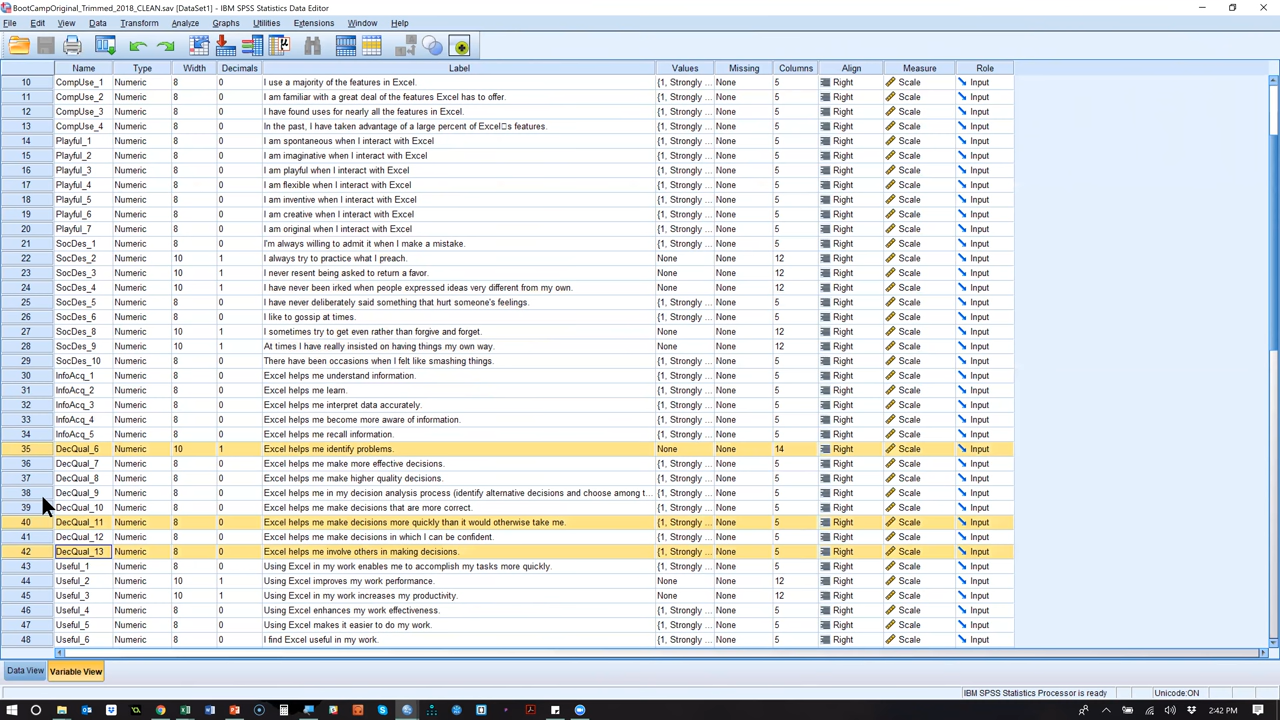 BootCampOriginal_Trimmed_2018_CLEAN.sav [DataSet1] - IBM SPSS Statistics Data Editor
File Edit View Data Transform Analyze Graphs Utilities Extensions Window Help
Name Type Width Decimals Label Values Missing Columns Align Measure Role
10 CompUse_1 Numeric 8 0 I use a majority of the features in Excel. {1, Strongly ... None 5 Right Scale Input
11 CompUse_2 Numeric 8 0 I am familiar with a great deal of the features Excel has to offer. {1, Strongly ... None 5 Right Scale Input
12 CompUse_3 Numeric 8 0 I have found uses for nearly all the features in Excel. {1, Strongly ... None 5 Right Scale Input
13 CompUse_4 Numeric 8 0 In the past, I have taken advantage of a large percent of Excel□s features. {1, Strongly ... None 5 Right Scale Input
14 Playful_1 Numeric 8 0 I am spontaneous when I interact with Excel {1, Strongly ... None 5 Right Scale Input
15 Playful_2 Numeric 8 0 I am imaginative when I interact with Excel {1, Strongly ... None 5 Right Scale Input
16 Playful_3 Numeric 8 0 I am playful when I interact with Excel {1, Strongly ... None 5 Right Scale Input
17 Playful_4 Numeric 8 0 I am flexible when I interact with Excel {1, Strongly ... None 5 Right Scale Input
18 Playful_5 Numeric 8 0 I am inventive when I interact with Excel {1, Strongly ... None 5 Right Scale Input
19 Playful_6 Numeric 8 0 I am creative when I interact with Excel {1, Strongly ... None 5 Right Scale Input
20 Playful_7 Numeric 8 0 I am original when I interact with Excel {1, Strongly ... None 5 Right Scale Input
21 SocDes_1 Numeric 8 0 I'm always willing to admit it when I make a mistake. {1, Strongly ... None 5 Right Scale Input
22 SocDes_2 Numeric 10 1 I always try to practice what I preach. None None 12 Right Scale Input
23 SocDes_3 Numeric 10 1 I never resent being asked to return a favor. None None 12 Right Scale Input
24 SocDes_4 Numeric 10 1 I have never been irked when people expressed ideas very different from my own. None None 12 Right Scale Input
25 SocDes_5 Numeric 8 0 I have never deliberately said something that hurt someone's feelings. {1, Strongly ... None 5 Right Scale Input
26 SocDes_6 Numeric 8 0 I like to gossip at times. {1, Strongly ... None 5 Right Scale Input
27 SocDes_8 Numeric 10 1 I sometimes try to get even rather than forgive and forget. None None 12 Right Scale Input
28 SocDes_9 Numeric 10 1 At times I have really insisted on having things my own way. None None 12 Right Scale Input
29 SocDes_10 Numeric 8 0 There have been occasions when I felt like smashing things. {1, Strongly ... None 5 Right Scale Input
30 InfoAcq_1 Numeric 8 0 Excel helps me understand information. {1, Strongly ... None 5 Right Scale Input
31 InfoAcq_2 Numeric 8 0 Excel helps me learn. {1, Strongly ... None 5 Right Scale Input
32 InfoAcq_3 Numeric 8 0 Excel helps me interpret data accurately. {1, Strongly ... None 5 Right Scale Input
33 InfoAcq_4 Numeric 8 0 Excel helps me become more aware of information. {1, Strongly ... None 5 Right Scale Input
34 InfoAcq_5 Numeric 8 0 Excel helps me recall information. {1, Strongly ... None 5 Right Scale Input
35 DecQual_6 Numeric 10 1 Excel helps me identify problems. None None 14 Right Scale Input
36 DecQual_7 Numeric 8 0 Excel helps me make more effective decisions. {1, Strongly ... None 5 Right Scale Input
37 DecQual_8 Numeric 8 0 Excel helps me make higher quality decisions. {1, Strongly ... None 5 Right Scale Input
38 DecQual_9 Numeric 8 0 Excel helps me in my decision analysis process (identify alternative decisions and choose among t... {1, Strongly ... None 5 Right Scale Input
39 DecQual_10 Numeric 8 0 Excel helps me make decisions that are more correct. {1, Strongly ... None 5 Right Scale Input
40 DecQual_11 Numeric 8 0 Excel helps me make decisions more quickly than it would otherwise take me. {1, Strongly ... None 5 Right Scale Input
41 DecQual_12 Numeric 8 0 Excel helps me make decisions in which I can be confident. {1, Strongly ... None 5 Right Scale Input
42 DecQual_13 Numeric 8 0 Excel helps me involve others in making decisions. {1, Strongly ... None 5 Right Scale Input
43 Useful_1 Numeric 8 0 Using Excel in my work enables me to accomplish my tasks more quickly. {1, Strongly ... None 5 Right Scale Input
44 Useful_2 Numeric 10 1 Using Excel improves my work performance. None None 12 Right Scale Input
45 Useful_3 Numeric 10 1 Using Excel in my work increases my productivity. None None 12 Right Scale Input
46 Useful_4 Numeric 8 0 Using Excel enhances my work effectiveness. {1, Strongly ... None 5 Right Scale Input
47 Useful_5 Numeric 8 0 Using Excel makes it easier to do my work. {1, Strongly ... None 5 Right Scale Input
48 Useful_6 Numeric 8 0 I find Excel useful in my work. {1, Strongly ... None 5 Right Scale Input
Data View Variable View
IBM SPSS Statistics Processor is ready Unicode:ON
2:42 PM